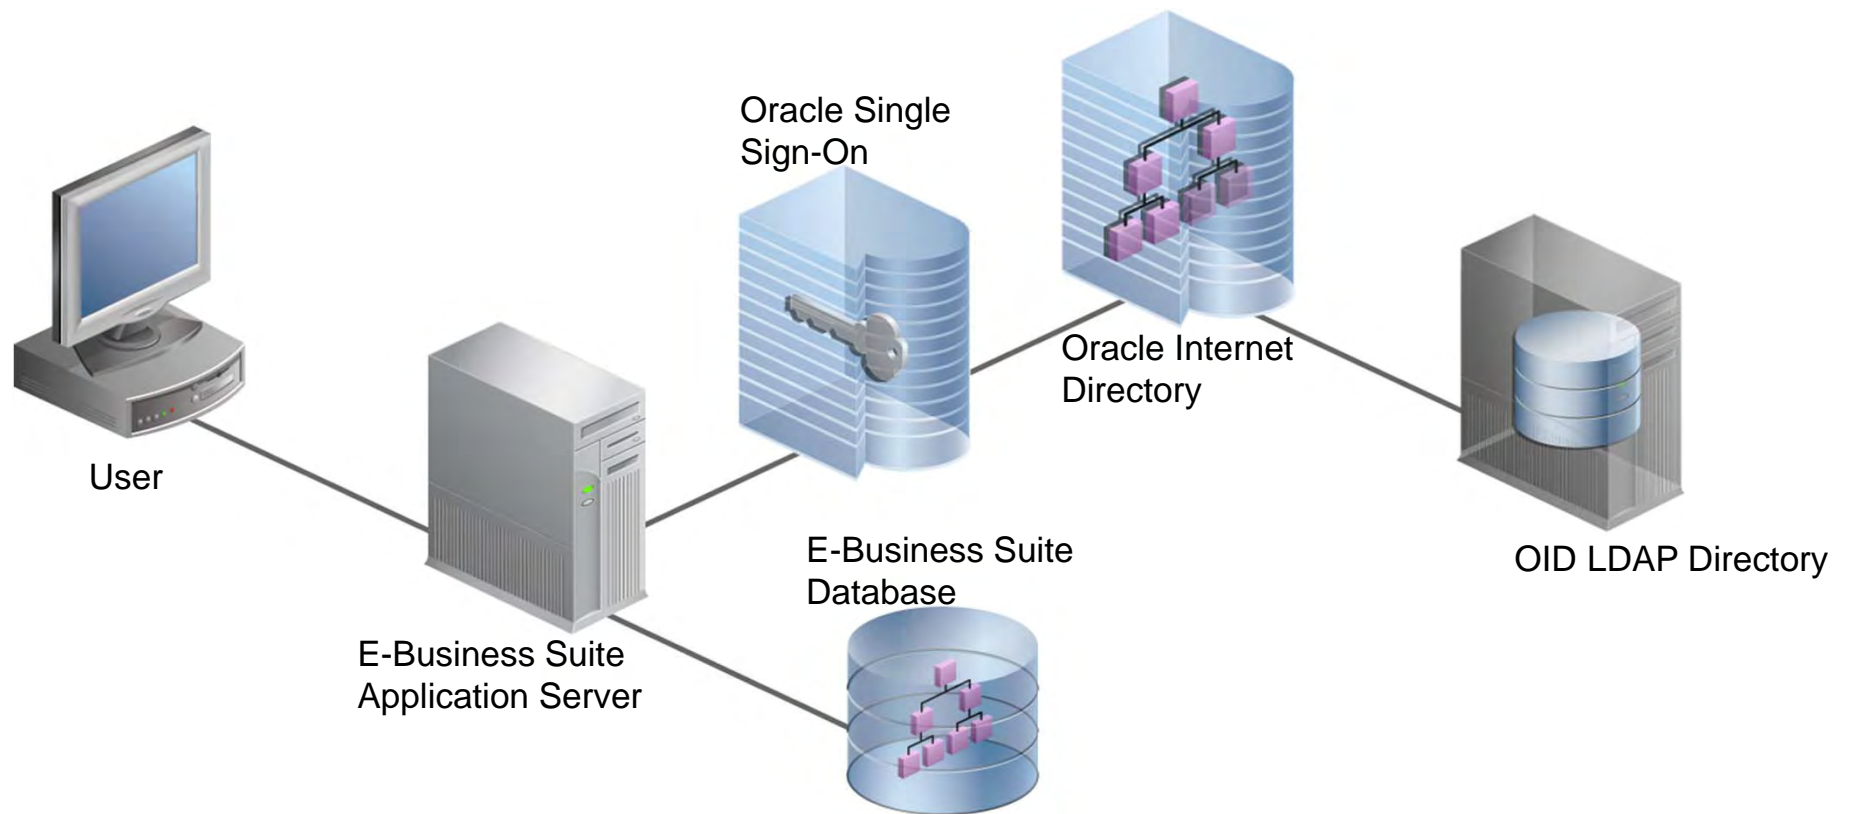 Oracle Single
Sign-On
Oracle Internet
Directory
User
E-Business Suite
Database
OID LDAP Directory
E-Business Suite
Application Server